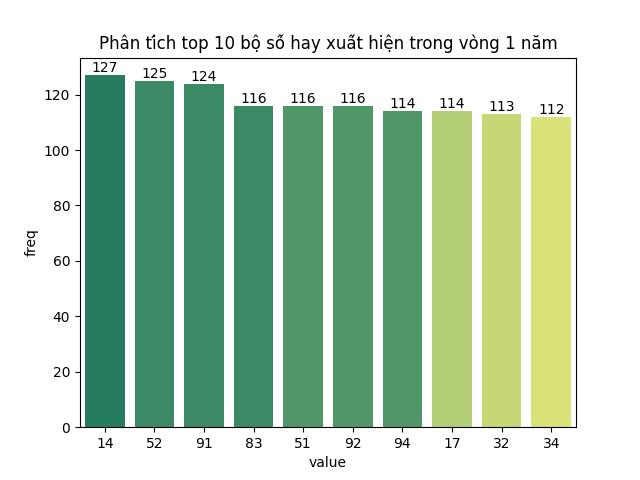 Phân tích top 10 bộ số hay xuất hiện trong vòng 1 năm
127 125 124 116 116 116 114 114 113 112
120
100
80
60
40
20
0
freq
14 52 91 83 51 92 94 17 32 34
value